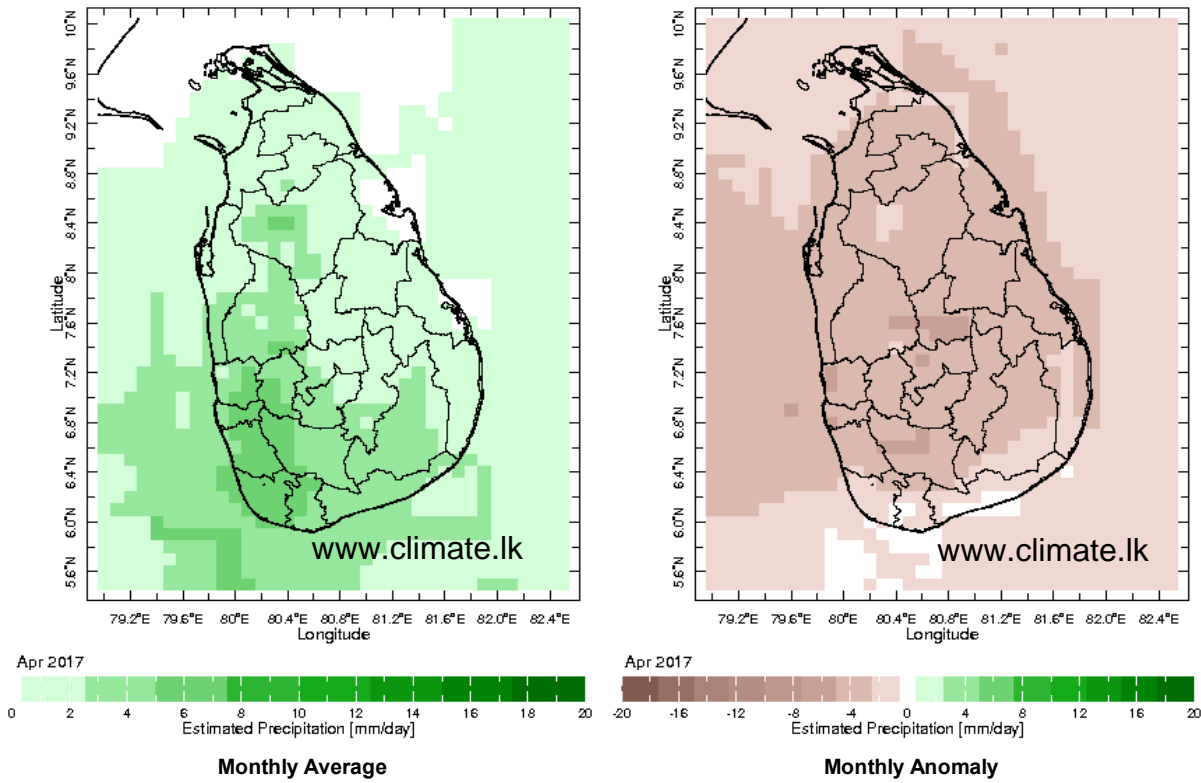 10°N
9.6°N
9.2°N
8.8°N
8.4°N
8°N
7.6°N
7.2°N
6.8°N
6.4°N
6.0°N
5.6°N
Latitude
www.climate.lk
79.2°E 79.6°E 80°E 80.4°E 80.8°E 81.2°E 81.6°E 82.0°E 82.4°E
Longitude
Apr 2017
0 2 4 6 8 10 12 14 16 18 20
Estimated Precipitation [mm/day]
Monthly Average
10°N
9.6°N
9.2°N
8.8°N
8.4°N
8°N
7.6°N
7.2°N
6.8°N
6.4°N
6.0°N
5.6°N
Latitude
www.climate.lk
79.2°E 79.6°E 80°E 80.4°E 80.8°E 81.2°E 81.6°E 82.0°E 82.4°E
Longitude
Apr 2017
-20 -16 -12 -8 -4 0 4 8 12 16 20
Estimated Precipitation [mm/day]
Monthly Anomaly